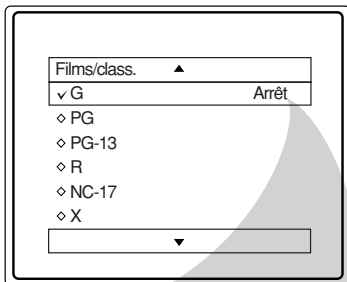 Films/class. ▲
✓ G Arrêt
◇ PG
◇ PG-13
◇ R
◇ NC-17
◇ X
▼